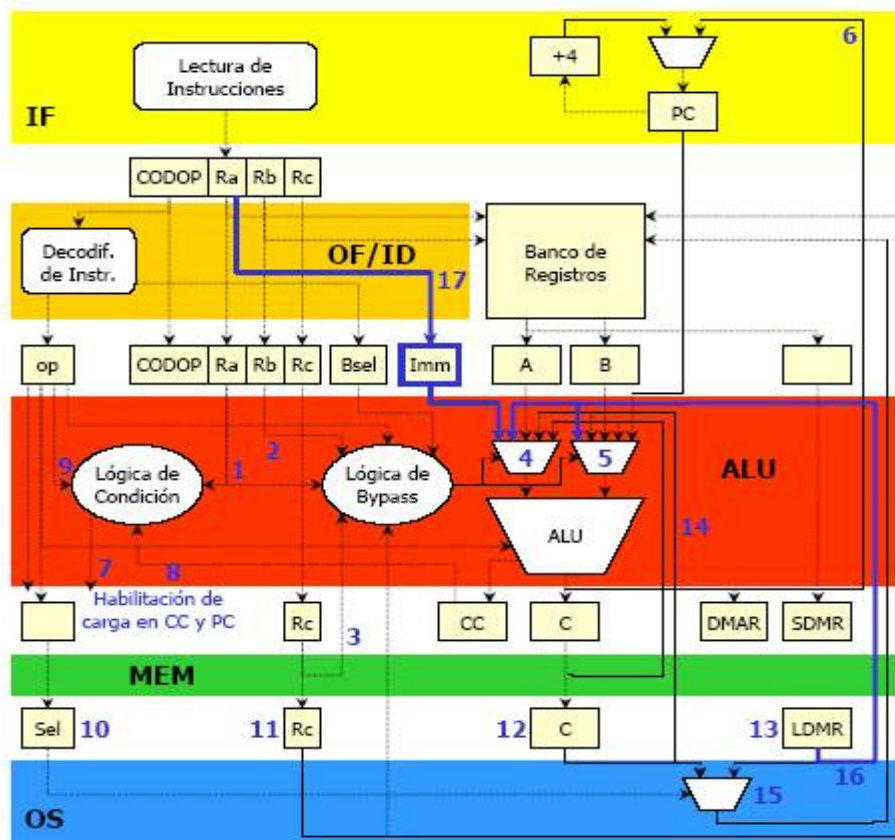 6
+4
Lectura de
Instrucciones
PC
IF
CODOP Ra Rb Rc
Decodif.
de Instr.
OF/ID
17
Banco de
Registros
op CODOP Ra Rb Rc Bsel Imm A B
9
Lógica de
Condición
1
2
Lógica de
Bypass
4
5
ALU
ALU
14
7
8
Habilitación de
carga en CC y PC
3
Rc CC C DMAR SDMR
MEM
Sel 10 11 Rc 12 C 13 LDMR
16
15
OS